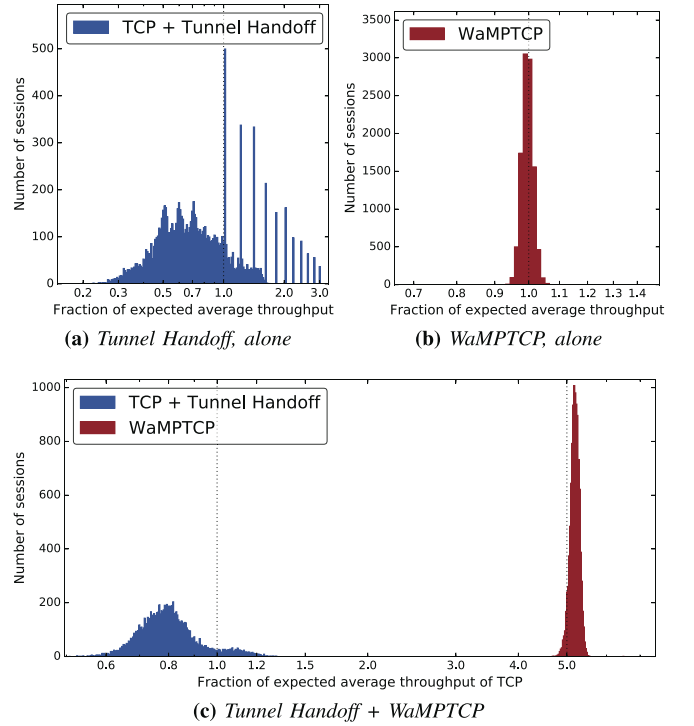 TCP + Tunnel Handoff
Number of sessions
500
400
300
200
100
0
0.2 0.3 0.5 0.7 1.0 2.0 3.0
Fraction of expected average throughput
(a) Tunnel Handoff, alone
WaMPTCP
Number of sessions
3500
3000
2500
2000
1500
1000
500
0
0.7 0.8 0.9 1.0 1.1 1.2 1.3 1.4
Fraction of expected average throughput
(b) WaMPTCP, alone
TCP + Tunnel Handoff
WaMPTCP
Number of sessions
1000
800
600
400
200
0
0.6 0.8 1.0 1.2 1.5 2.0 3.0 4.0 5.0
Fraction of expected average throughput of TCP
(c) Tunnel Handoff + WaMPTCP